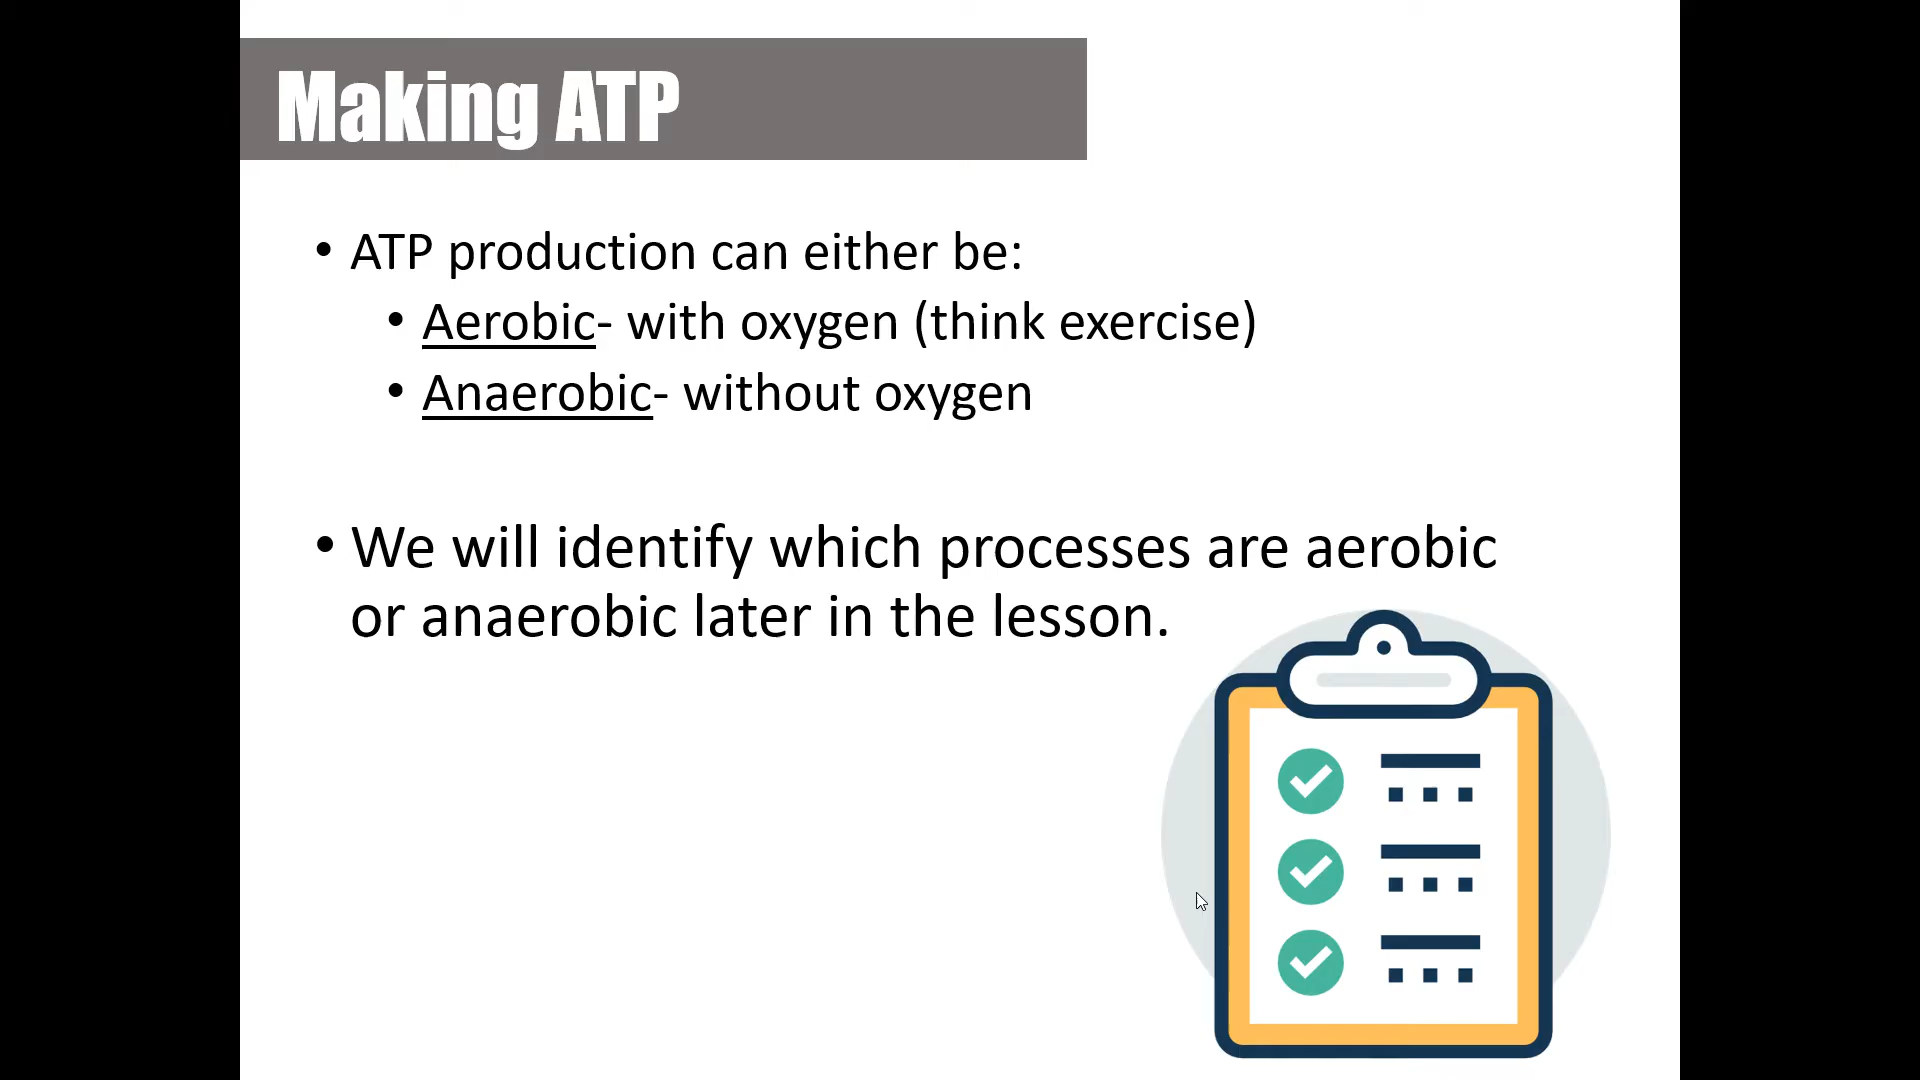 Making ATP
• ATP production can either be:
• Aerobic- with oxygen (think exercise)
• Anaerobic- without oxygen
• We will identify which processes are aerobic
or anaerobic later in the lesson.